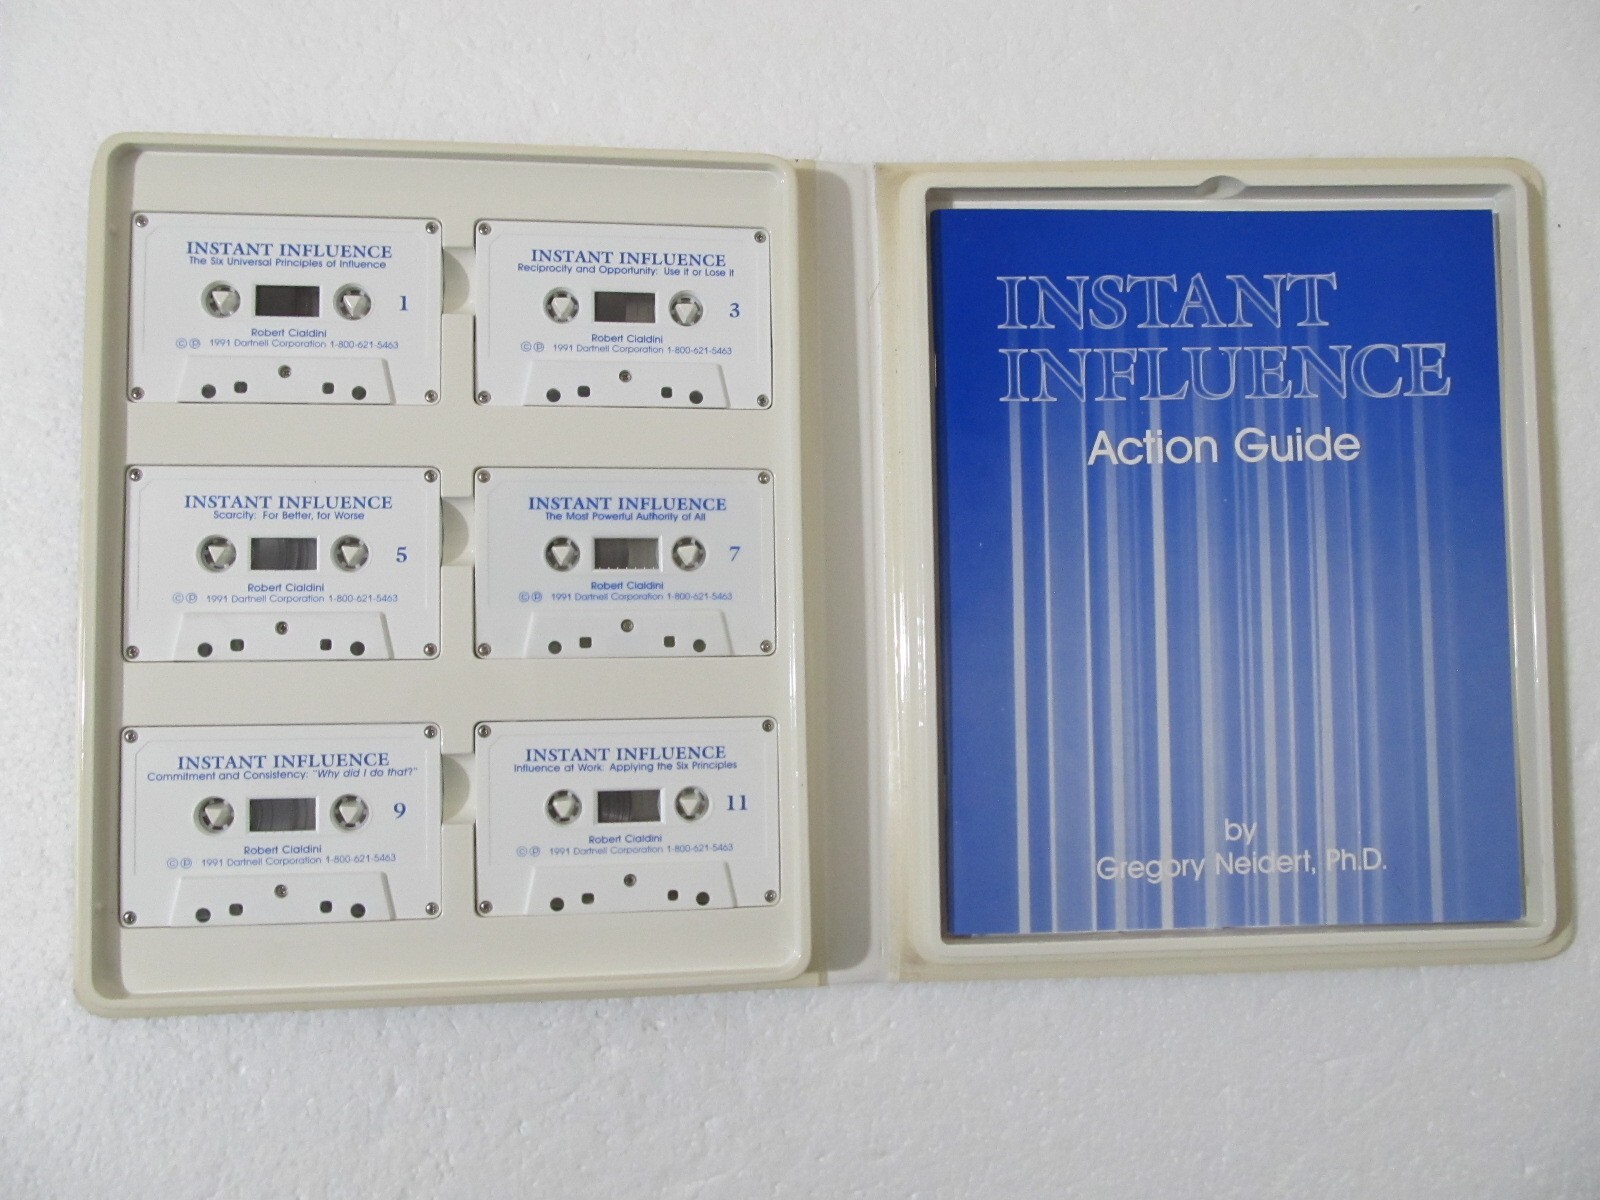 INSTANT INFLUENCE
The Six Universal Principles of Influence
1
Robert Cialdini
©℗ 1991 Dartnell Corporation 1-800-621-5463
INSTANT INFLUENCE
Reciprocity and Opportunity: Use it or Lose it
3
Robert Cialdini
©℗ 1991 Dartnell Corporation 1-800-621-5463
INSTANT INFLUENCE
Scarcity: For Better, for Worse
5
Robert Cialdini
©℗ 1991 Dartnell Corporation 1-800-621-5463
INSTANT INFLUENCE
The Most Powerful Authority of All
7
Robert Cialdini
©℗ 1991 Dartnell Corporation 1-800-621-5463
INSTANT INFLUENCE
Commitment and Consistency: "Why did I do that?"
9
Robert Cialdini
©℗ 1991 Dartnell Corporation 1-800-621-5463
INSTANT INFLUENCE
Influence at Work: Applying the Six Principles
11
Robert Cialdini
©℗ 1991 Dartnell Corporation 1-800-621-5463
INSTANT
INFLUENCE
Action Guide
by
Gregory Neidert, Ph.D.